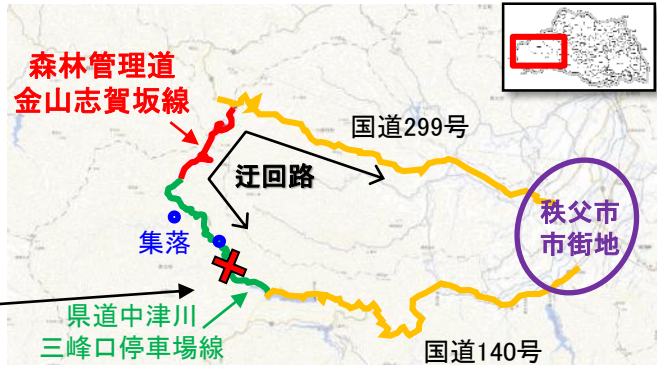 森林管理道
金山志賀坂線
国道299号
迂回路
秩父市
市街地
集落
県道中津川
三峰口停車場線
国道140号